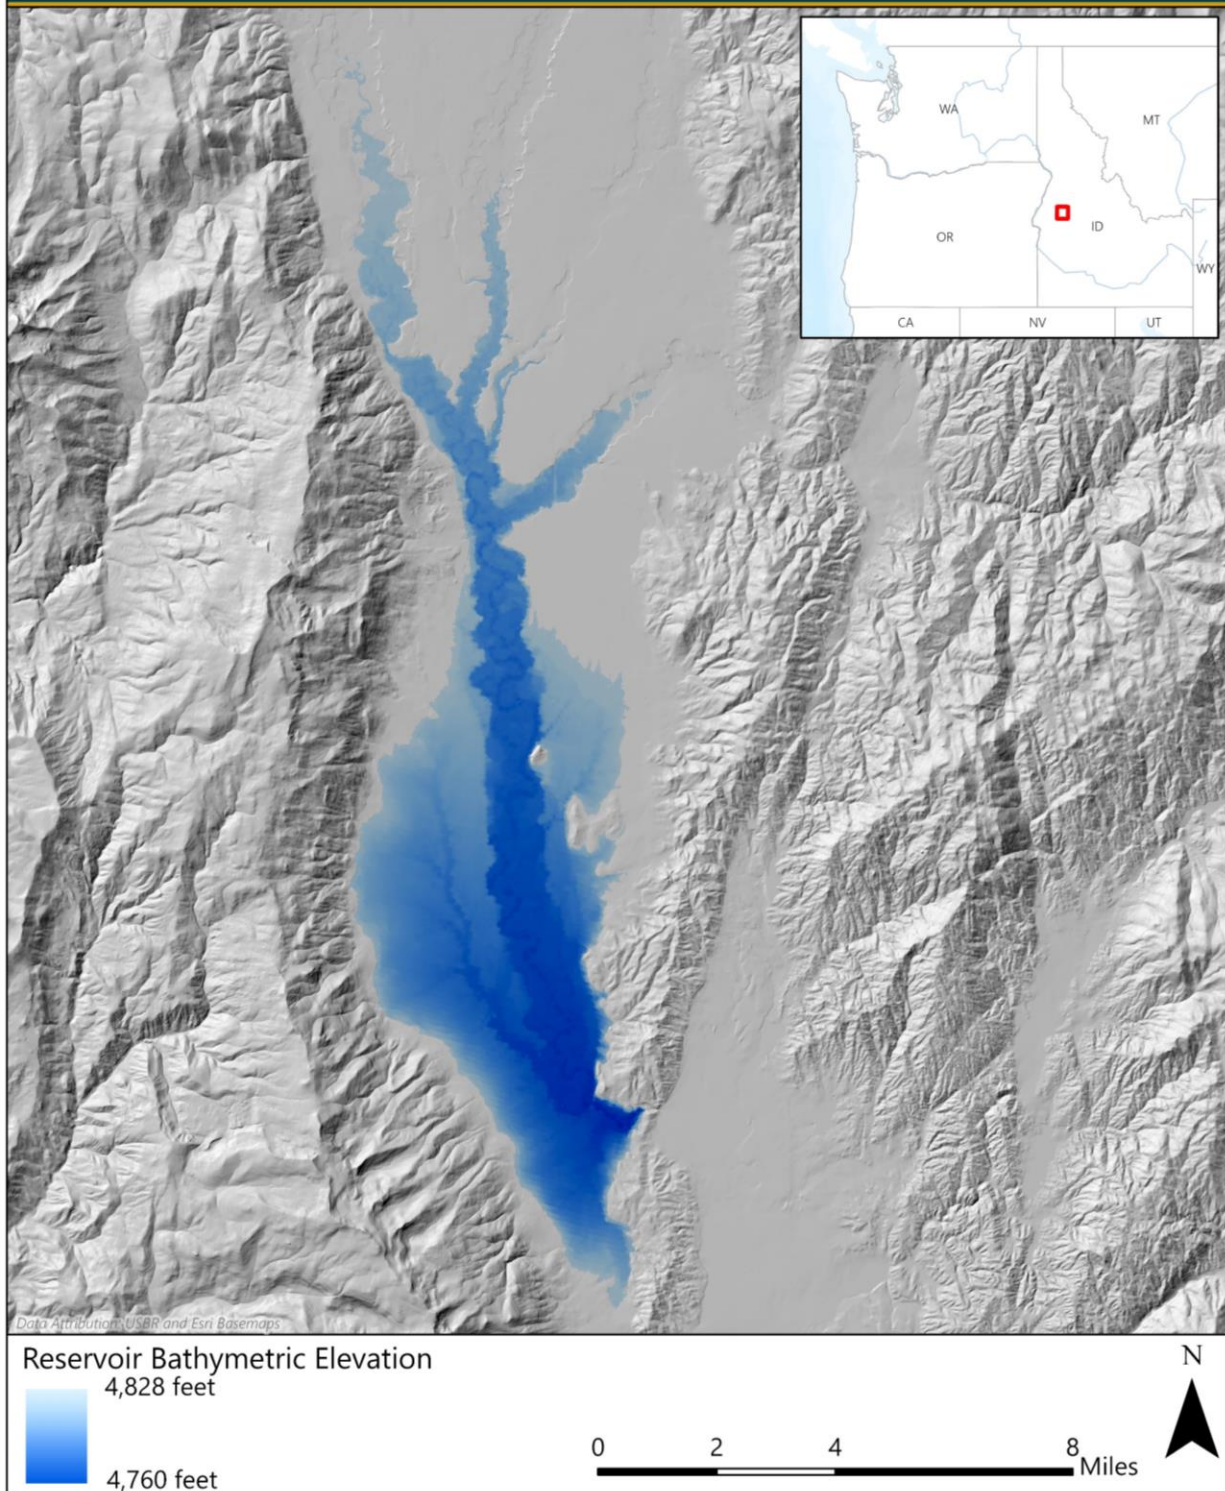 WA
MT
OR
ID
WY
CA
NV
UT
Data Attribution: USBR and Esri Basemaps
Reservoir Bathymetric Elevation
4,828 feet
4,760 feet
0 2 4 8 Miles
N